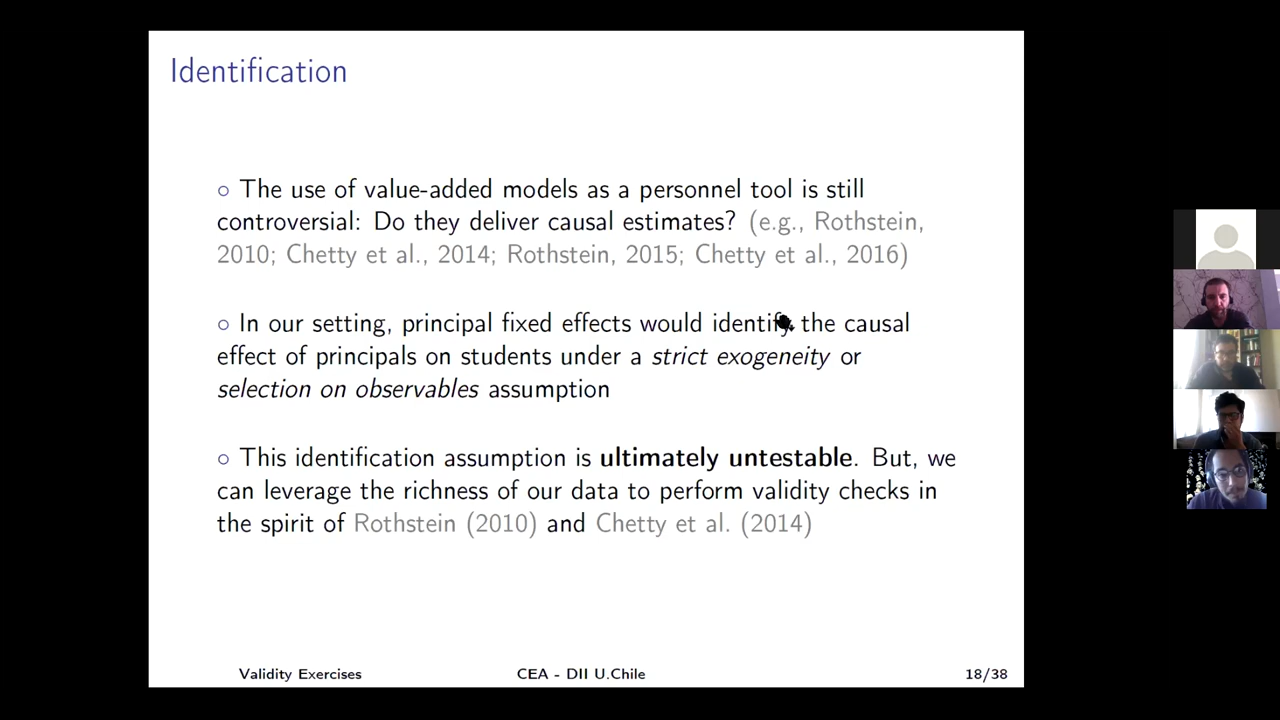 Identification
○ The use of value-added models as a personnel tool is still
controversial: Do they deliver causal estimates? (e.g., Rothstein,
2010; Chetty et al., 2014; Rothstein, 2015; Chetty et al., 2016)
○ In our setting, principal fixed effects would identify the causal
effect of principals on students under a strict exogeneity or
selection on observables assumption
○ This identification assumption is ultimately untestable. But, we
can leverage the richness of our data to perform validity checks in
the spirit of Rothstein (2010) and Chetty et al. (2014)
Validity Exercises CEA - DII U.Chile 18/38